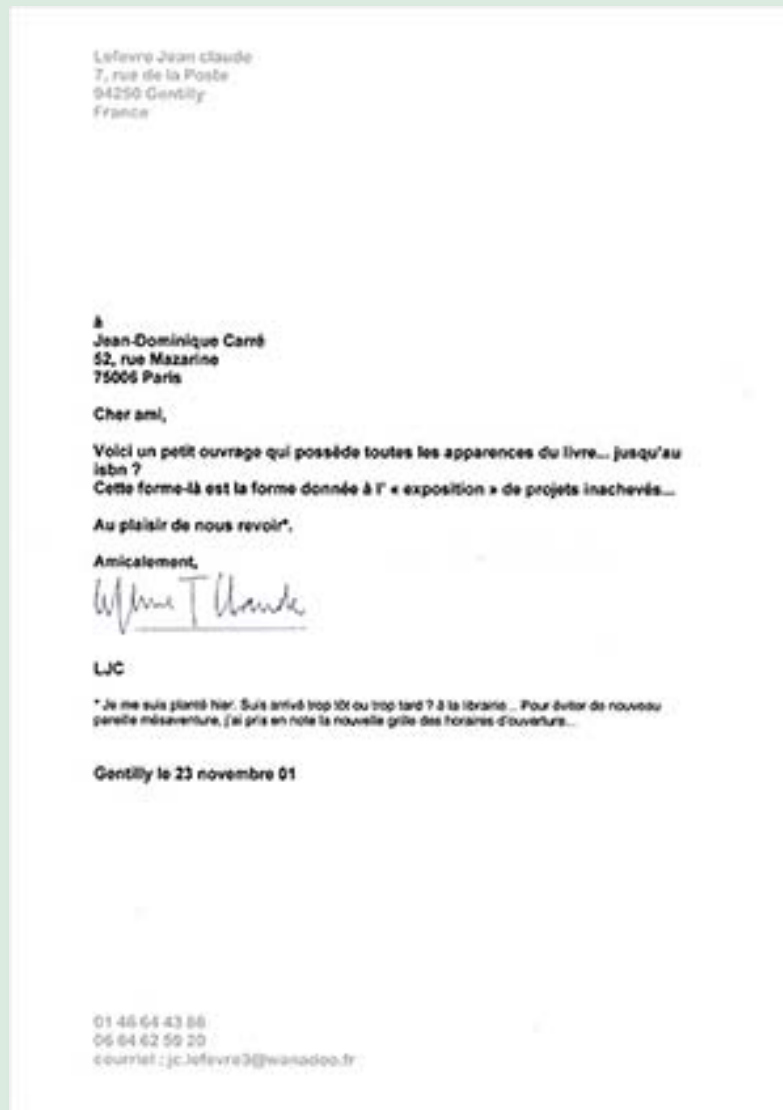 Lefevre Jean claude
7, rue de la Poste
94250 Gentilly
France
à
Jean-Dominique Carré
52, rue Mazarine
75006 Paris
Cher ami,
Voici un petit ouvrage qui possède toutes les apparences du livre... jusqu'au
isbn ?
Cette forme-là est la forme donnée à l' « exposition » de projets inachevés...
Au plaisir de nous revoir*.
Amicalement,
Lefevre J Claude
LJC
* Je me suis planté hier. Suis arrivé trop tôt ou trop tard ? à la librairie... Pour éviter de nouveau
pareille mésaventure, j'ai pris en note la nouvelle grille des horaires d'ouverture...
Gentilly le 23 novembre 01
01 46 64 43 86
06 64 62 59 20
courriel : jc.lefevre3@wanadoo.fr